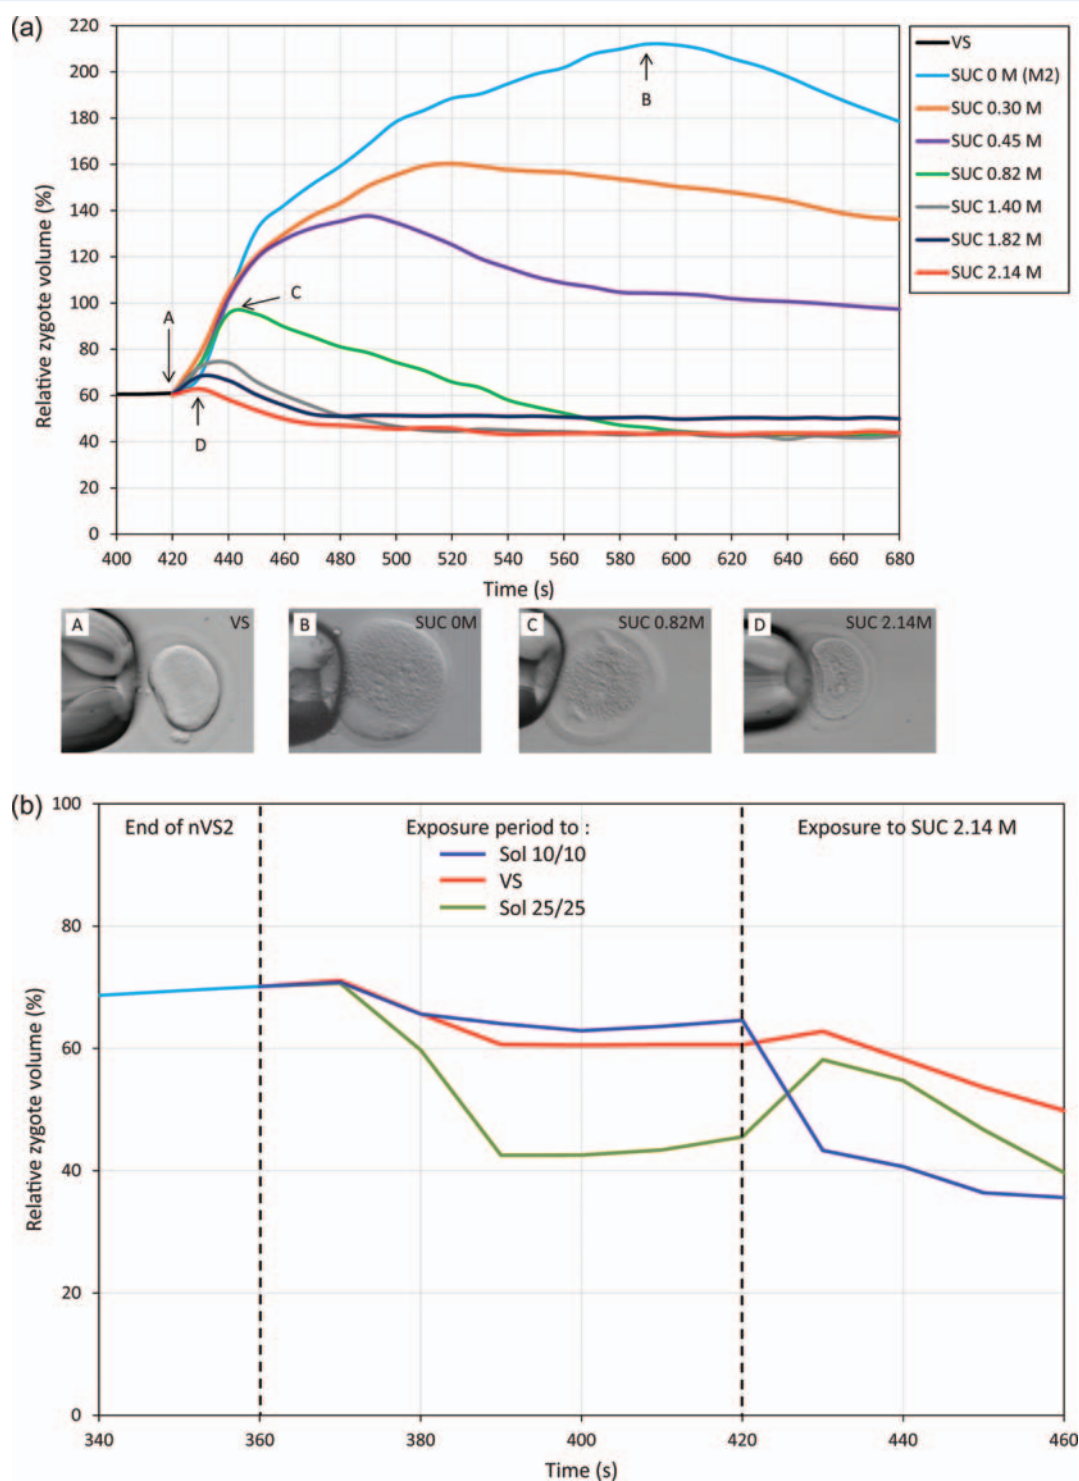 (a)
220
200
180
160
140
120
100
80
60
40
20
0
Relative zygote volume (%)
A
B
C
D
400 420 440 460 480 500 520 540 560 580 600 620 640 660 680
Time (s)
VS
SUC 0 M (M2)
SUC 0.30 M
SUC 0.45 M
SUC 0.82 M
SUC 1.40 M
SUC 1.82 M
SUC 2.14 M
A VS
B SUC 0M
C SUC 0.82M
D SUC 2.14M
(b)
100
80
60
40
20
0
Relative zygote volume (%)
End of nVS2
Exposure period to :
Sol 10/10
VS
Sol 25/25
Exposure to SUC 2.14 M
340 360 380 400 420 440 460
Time (s)